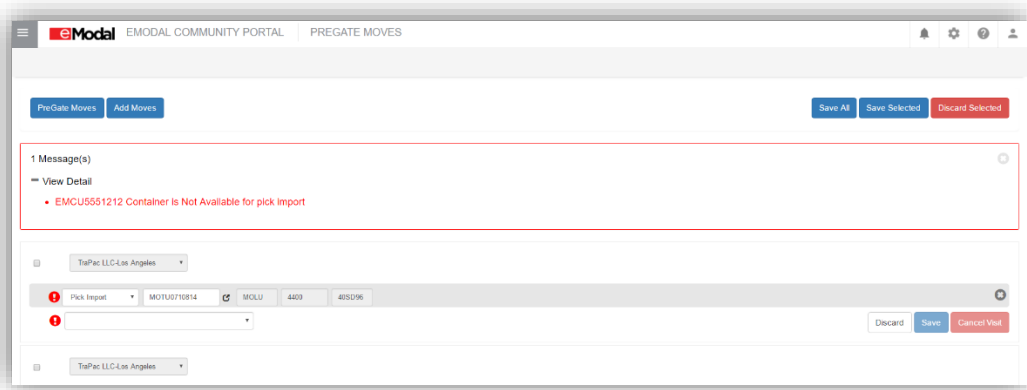 eModal EMODAL COMMUNITY PORTAL PREGATE MOVES
PreGate Moves Add Moves Save All Save Selected Discard Selected
1 Message(s)
View Detail
EMCU5551212 Container is Not Available for pick import
TraPac LLC-Los Angeles
Pick Import MOTU0710814 MOLU 4400 40SD96
Discard Save Cancel Visit
TraPac LLC-Los Angeles